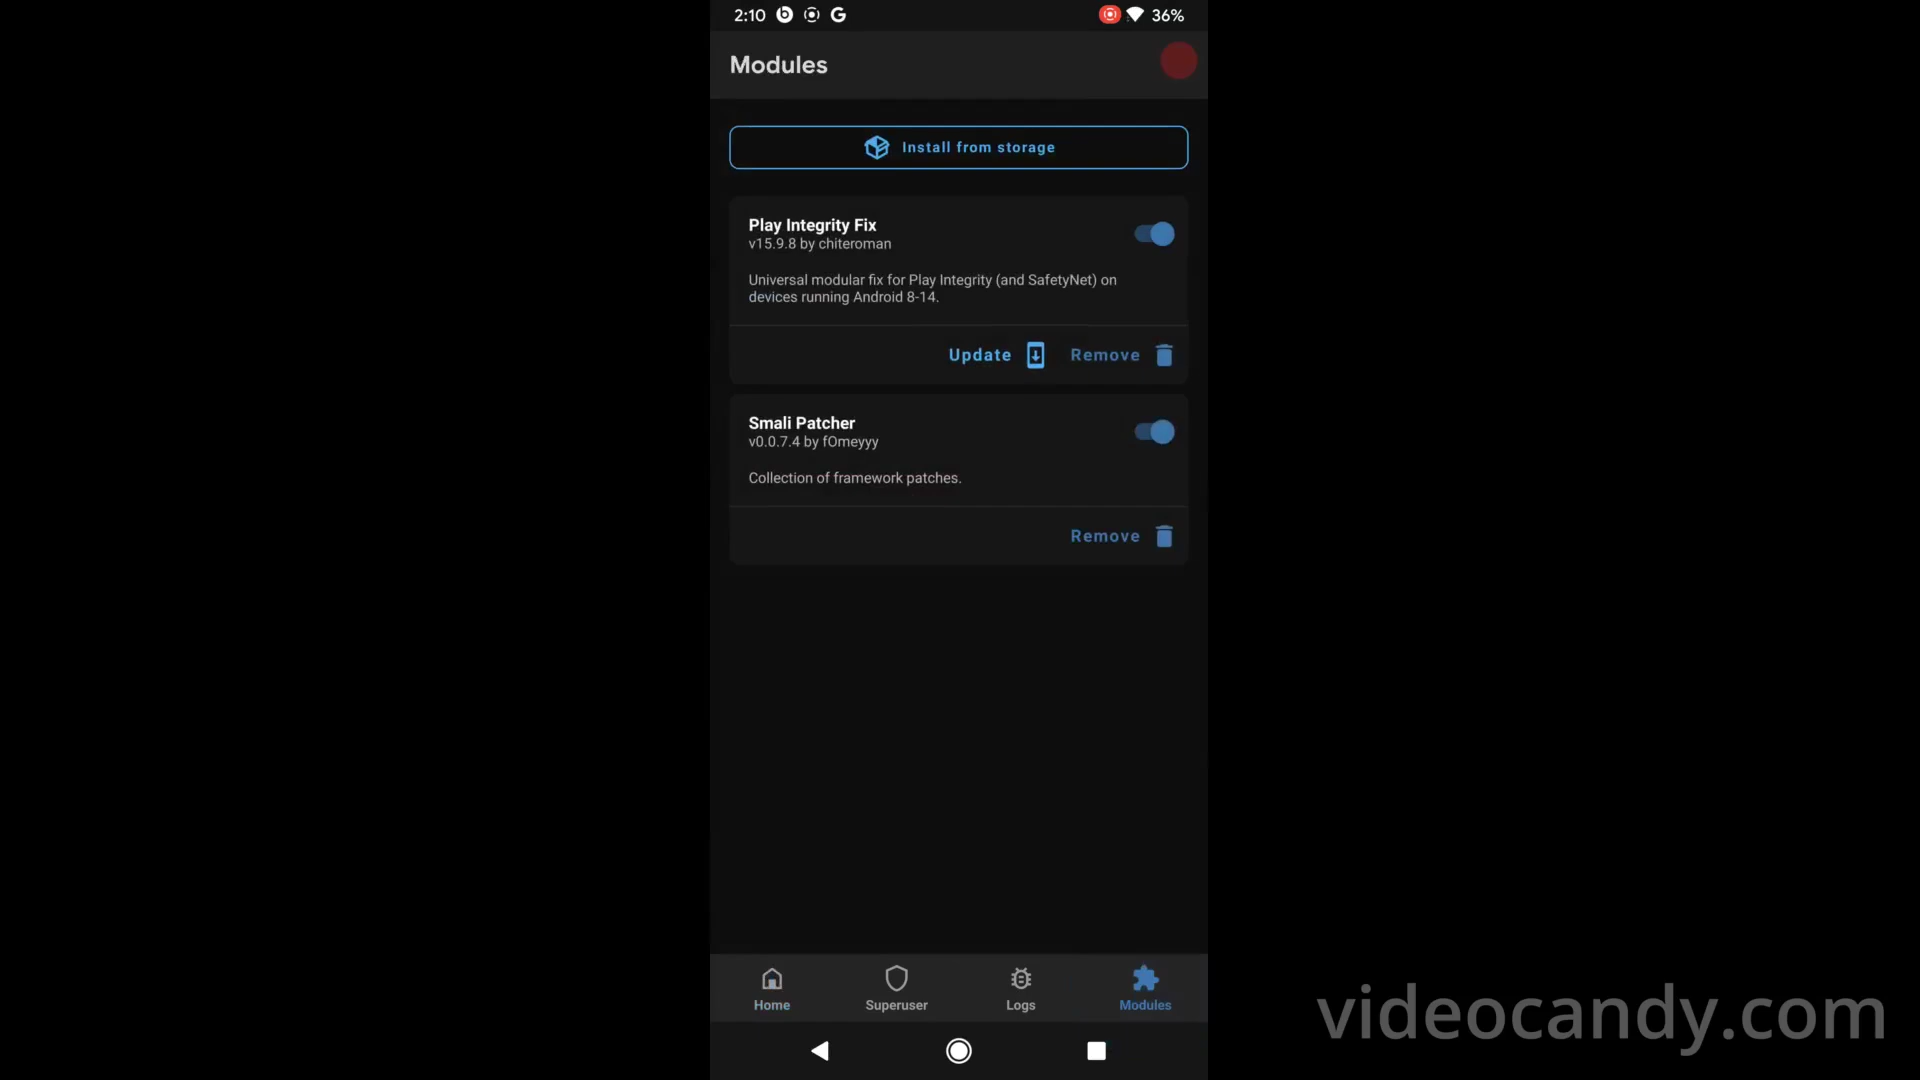 2:10
36%
Modules
Install from storage
Play Integrity Fix
v15.9.8 by chiteroman
Universal modular fix for Play Integrity (and SafetyNet) on
devices running Android 8-14.
Update Remove
Smali Patcher
v0.0.7.4 by fOmeyyy
Collection of framework patches.
Remove
Home Superuser Logs Modules
videocandy.com